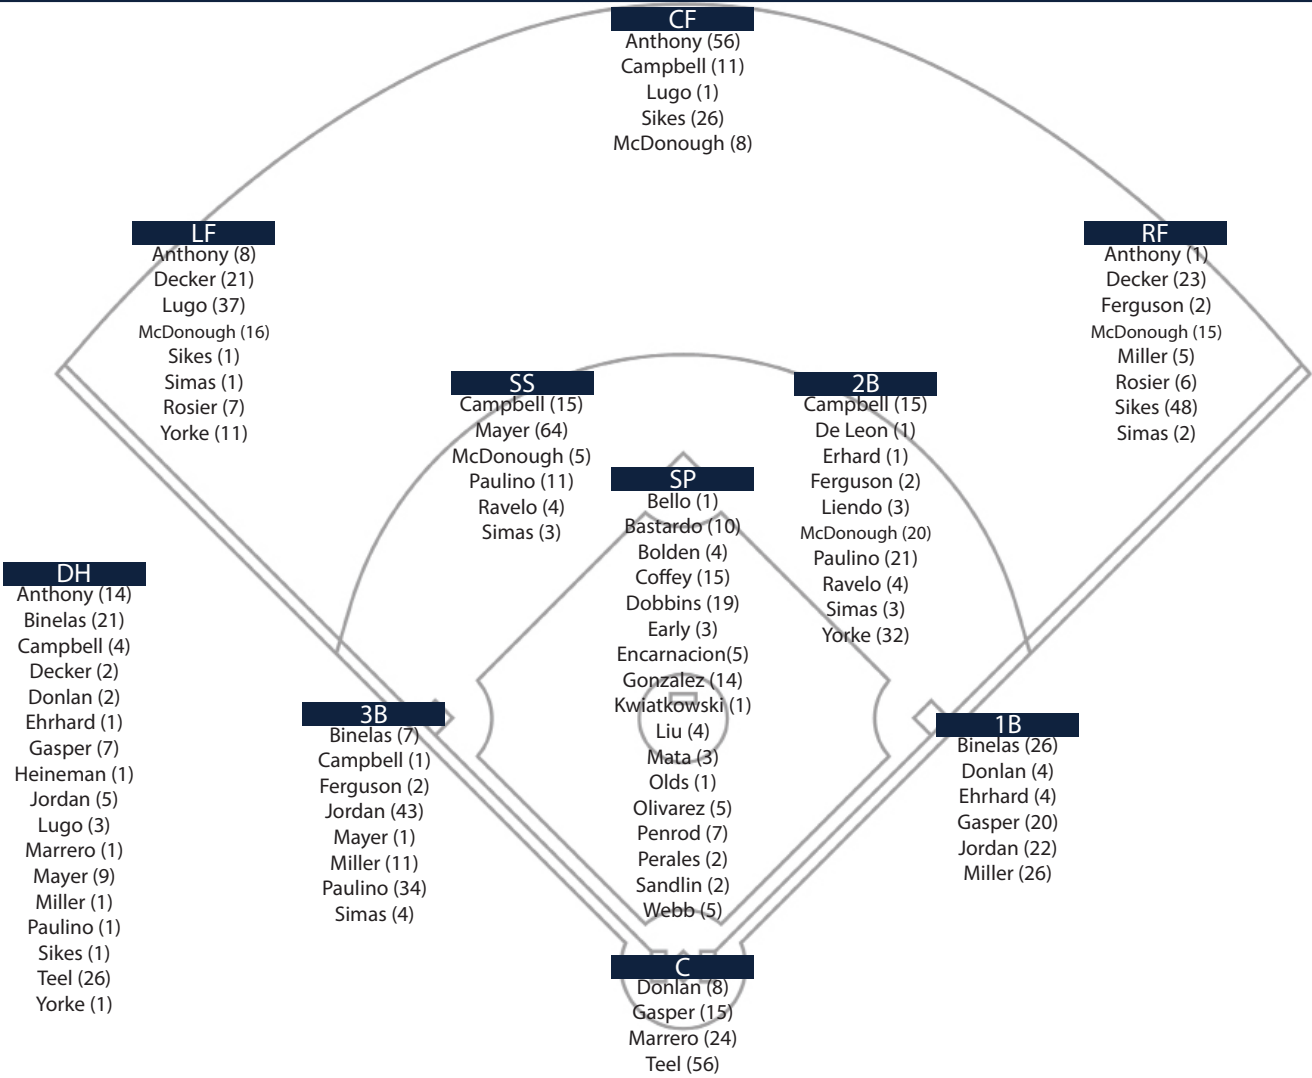 CF
Anthony (56)
Campbell (11)
Lugo (1)
Sikes (26)
McDonough (8)
LF
Anthony (8)
Decker (21)
Lugo (37)
McDonough (16)
Sikes (1)
Simas (1)
Rosier (7)
Yorke (11)
RF
Anthony (1)
Decker (23)
Ferguson (2)
McDonough (15)
Miller (5)
Rosier (6)
Sikes (48)
Simas (2)
SS
Campbell (15)
Mayer (64)
McDonough (5)
Paulino (11)
Ravelo (4)
Simas (3)
2B
Campbell (15)
De Leon (1)
Erhard (1)
Ferguson (2)
Liendo (3)
McDonough (20)
Paulino (21)
Ravelo (4)
Simas (3)
Yorke (32)
SP
Bello (1)
Bastardo (10)
Bolden (4)
Coffey (15)
Dobbins (19)
Early (3)
Encarnacion(5)
Gonzalez (14)
Kwiatkowski (1)
Liu (4)
Mata (3)
Olds (1)
Olivarez (5)
Penrod (7)
Perales (2)
Sandlin (2)
Webb (5)
DH
Anthony (14)
Binelas (21)
Campbell (4)
Decker (2)
Donlan (2)
Ehrhard (1)
Gasper (7)
Heineman (1)
Jordan (5)
Lugo (3)
Marrero (1)
Mayer (9)
Miller (1)
Paulino (1)
Sikes (1)
Teel (26)
Yorke (1)
3B
Binelas (7)
Campbell (1)
Ferguson (2)
Jordan (43)
Mayer (1)
Miller (11)
Paulino (34)
Simas (4)
1B
Binelas (26)
Donlan (4)
Ehrhard (4)
Gasper (20)
Jordan (22)
Miller (26)
C
Donlan (8)
Gasper (15)
Marrero (24)
Teel (56)